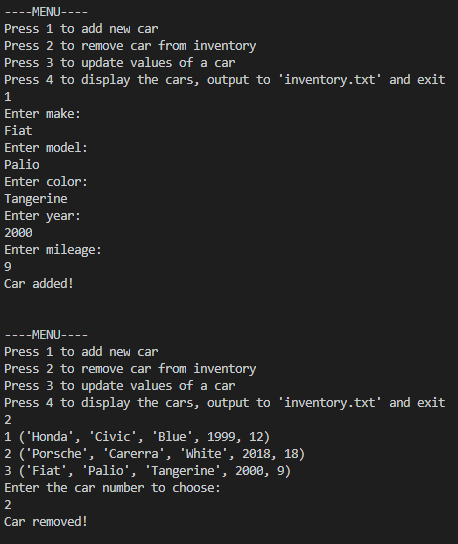 ----MENU----
Press 1 to add new car
Press 2 to remove car from inventory
Press 3 to update values of a car
Press 4 to display the cars, output to 'inventory.txt' and exit
1
Enter make:
Fiat
Enter model:
Palio
Enter color:
Tangerine
Enter year:
2000
Enter mileage:
9
Car added!
----MENU----
Press 1 to add new car
Press 2 to remove car from inventory
Press 3 to update values of a car
Press 4 to display the cars, output to 'inventory.txt' and exit
2
1 ('Honda', 'Civic', 'Blue', 1999, 12)
2 ('Porsche', 'Carerra', 'White', 2018, 18)
3 ('Fiat', 'Palio', 'Tangerine', 2000, 9)
Enter the car number to choose:
2
Car removed!